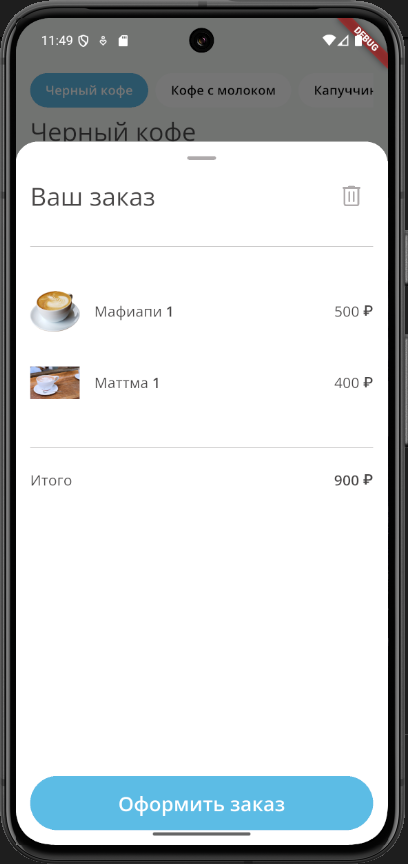 11:49
DEBUG
Черный кофе
Кофе с молоком
Капуччин
Черный кофе
Ваш заказ
Мафиапи 1
500 ₽
Маттма 1
400 ₽
Итого
900 ₽
Оформить заказ